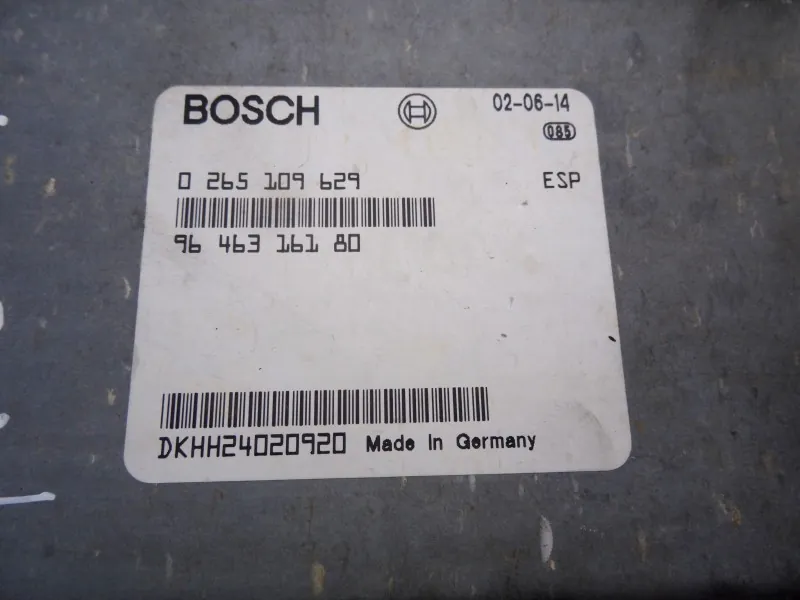 BOSCH 02-06-14
085
0 265 109 629 ESP
96 463 161 80
DKHH24020920 Made In Germany